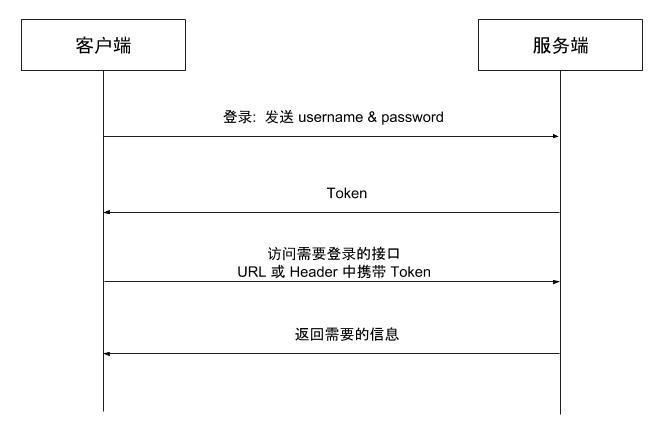 客户端
服务端
登录: 发送 username & password
Token
访问需要登录的接口
URL 或 Header 中携带 Token
返回需要的信息